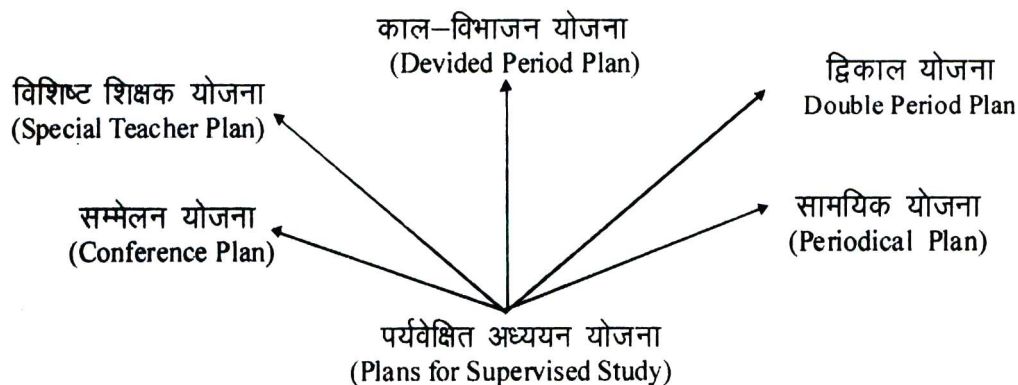 काल–विभाजन योजना
(Devided Period Plan)
विशिष्ट शिक्षक योजना
(Special Teacher Plan)
द्विकाल योजना
Double Period Plan
सम्मेलन योजना
(Conference Plan)
सामयिक योजना
(Periodical Plan)
पर्यवेक्षित अध्ययन योजना
(Plans for Supervised Study)